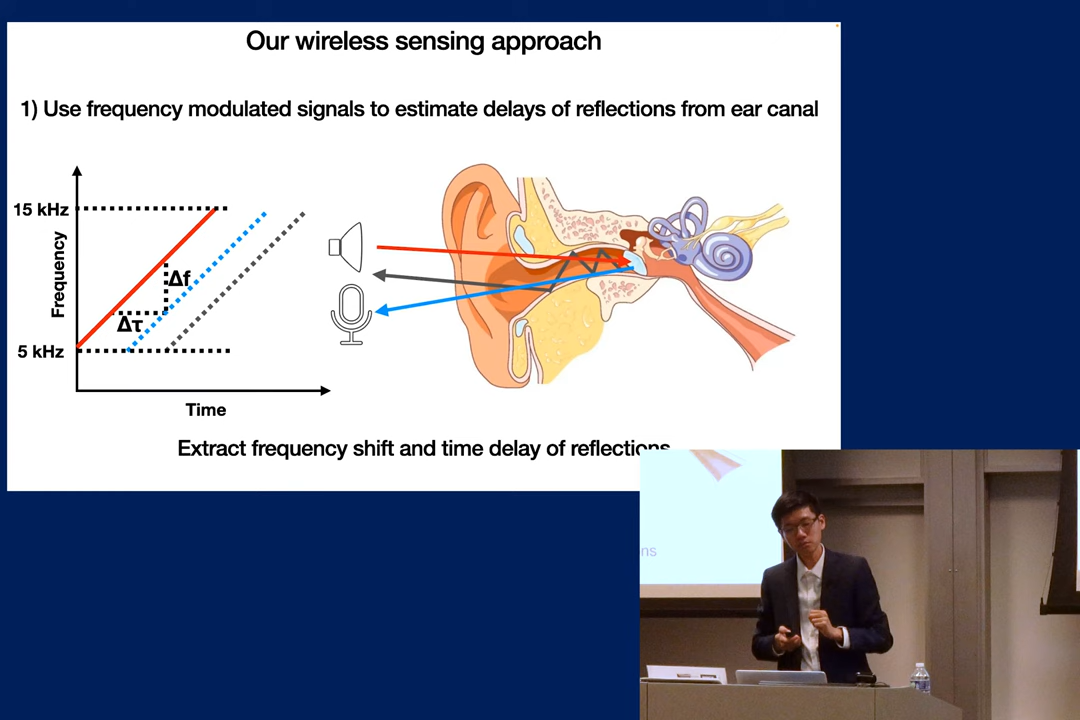 Our wireless sensing approach
1) Use frequency modulated signals to estimate delays of reflections from ear canal
15 kHz
Frequency
Δf
Δτ
5 kHz
Time
Extract frequency shift and time delay of reflections
ns